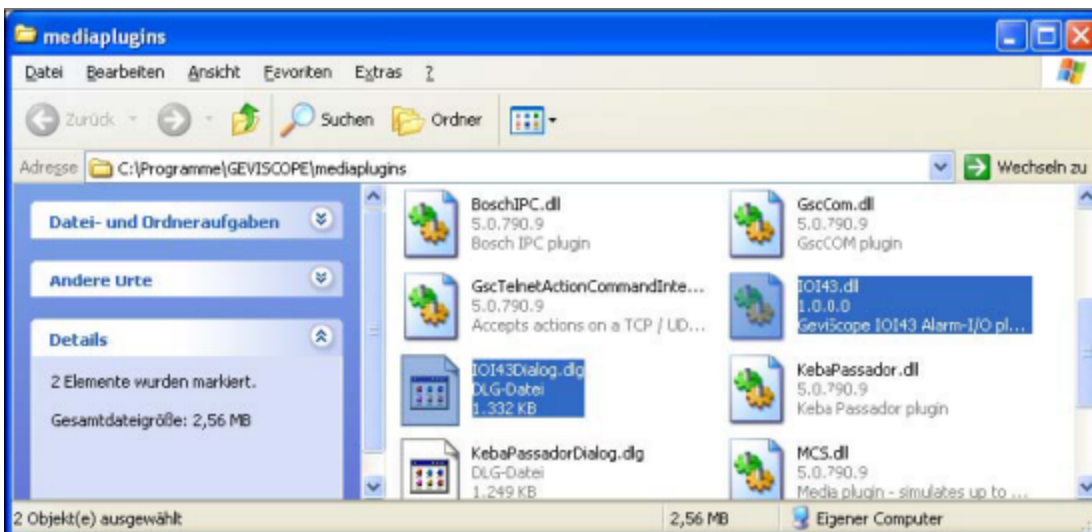 mediaplugins
Datei Bearbeiten Ansicht Favoriten Extras ?
Zurück Suchen Ordner
Adresse C:\Programme\GEVISCOPE\mediaplugins Wechseln zu
Datei- und Ordneraufgaben
Andere Orte
Details
2 Elemente wurden markiert.
Gesamtdateigröße: 2,56 MB
BoschIPC.dll
5.0.790.9
Bosch IPC plugin
GscCom.dll
5.0.790.9
GscCOM plugin
GscTelnetActionCommandInte...
5.0.790.9
Accepts actions on a TCP / UD...
IOI43.dll
1.0.0.0
GeviScope IOI43 Alarm-I/O pl...
IOI43Dialog.dlg
DLG-Datei
1.332 KB
KebaPassador.dll
5.0.790.9
Keba Passador plugin
KebaPassadorDialog.dlg
DLG-Datei
1.249 KB
MCS.dll
5.0.790.9
Media plugin - simulates up to ...
2 Objekt(e) ausgewählt 2,56 MB Eigener Computer